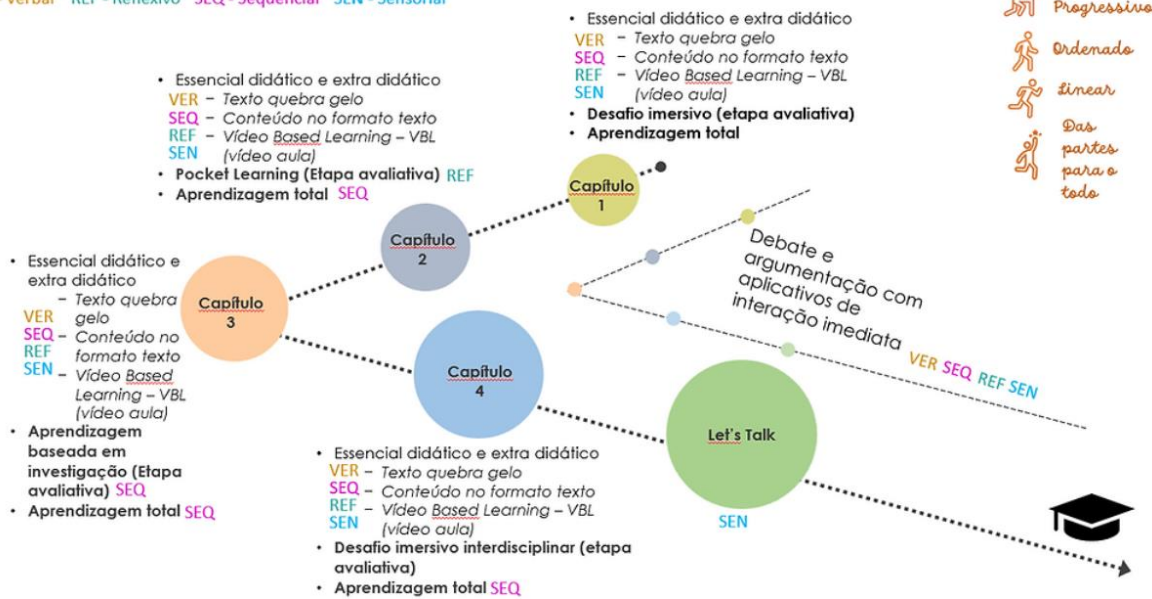 Verbal REF - Reflexivo SEQ - Sequencial SEN - Sensorial
Progressivo
Ordenado
Linear
Das
partes
para o
todo
• Essencial didático e extra didático
VER – Texto quebra gelo
SEQ – Conteúdo no formato texto
REF – Vídeo Based Learning – VBL
SEN (vídeo aula)
• Desafio imersivo (etapa avaliativa)
• Aprendizagem total
Capítulo
1
• Essencial didático e extra didático
VER – Texto quebra gelo
SEQ – Conteúdo no formato texto
REF – Vídeo Based Learning – VBL
SEN (vídeo aula)
• Pocket Learning (Etapa avaliativa) REF
• Aprendizagem total SEQ
Capítulo
2
• Essencial didático e
extra didático
– Texto quebra
VER gelo
SEQ – Conteúdo no
REF formato texto
SEN – Vídeo Based
Learning – VBL
(vídeo aula)
• Aprendizagem
baseada em
investigação (Etapa
avaliativa) SEQ
• Aprendizagem total SEQ
Capítulo
3
Capítulo
4
• Essencial didático e extra didático
VER – Texto quebra gelo
SEQ – Conteúdo no formato texto
REF – Vídeo Based Learning – VBL
SEN (vídeo aula)
• Desafio imersivo interdisciplinar (etapa
avaliativa)
• Aprendizagem total SEQ
Let's Talk
SEN
Debate e
argumentação com
aplicativos de
interação imediata
VER SEQ REF SEN